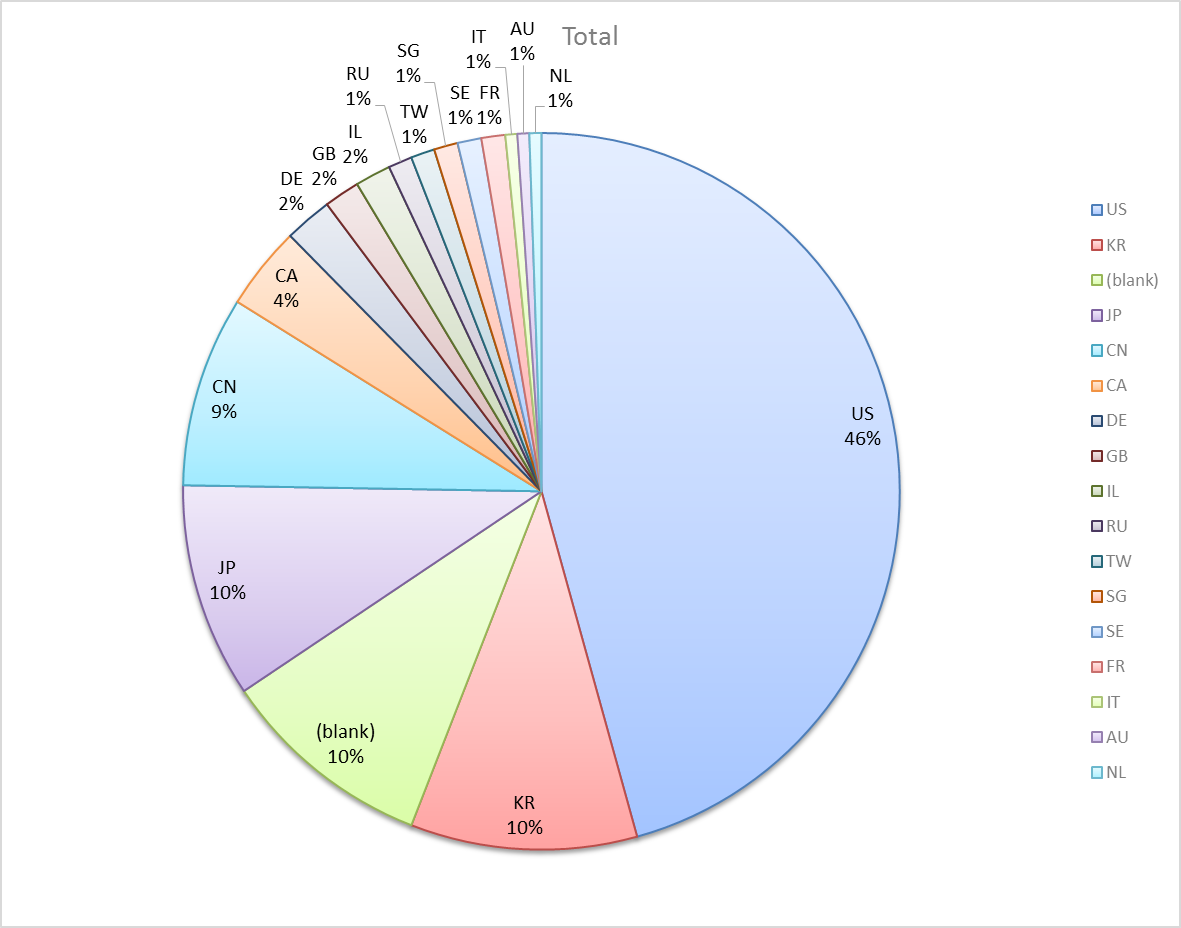 Total
US
46%
KR
10%
(blank)
10%
JP
10%
CN
9%
CA
4%
DE
2%
GB
2%
IL
2%
RU
1%
TW
1%
SG
1%
SE
1%
FR
1%
IT
1%
AU
1%
NL
1%
US
KR
(blank)
JP
CN
CA
DE
GB
IL
RU
TW
SG
SE
FR
IT
AU
NL